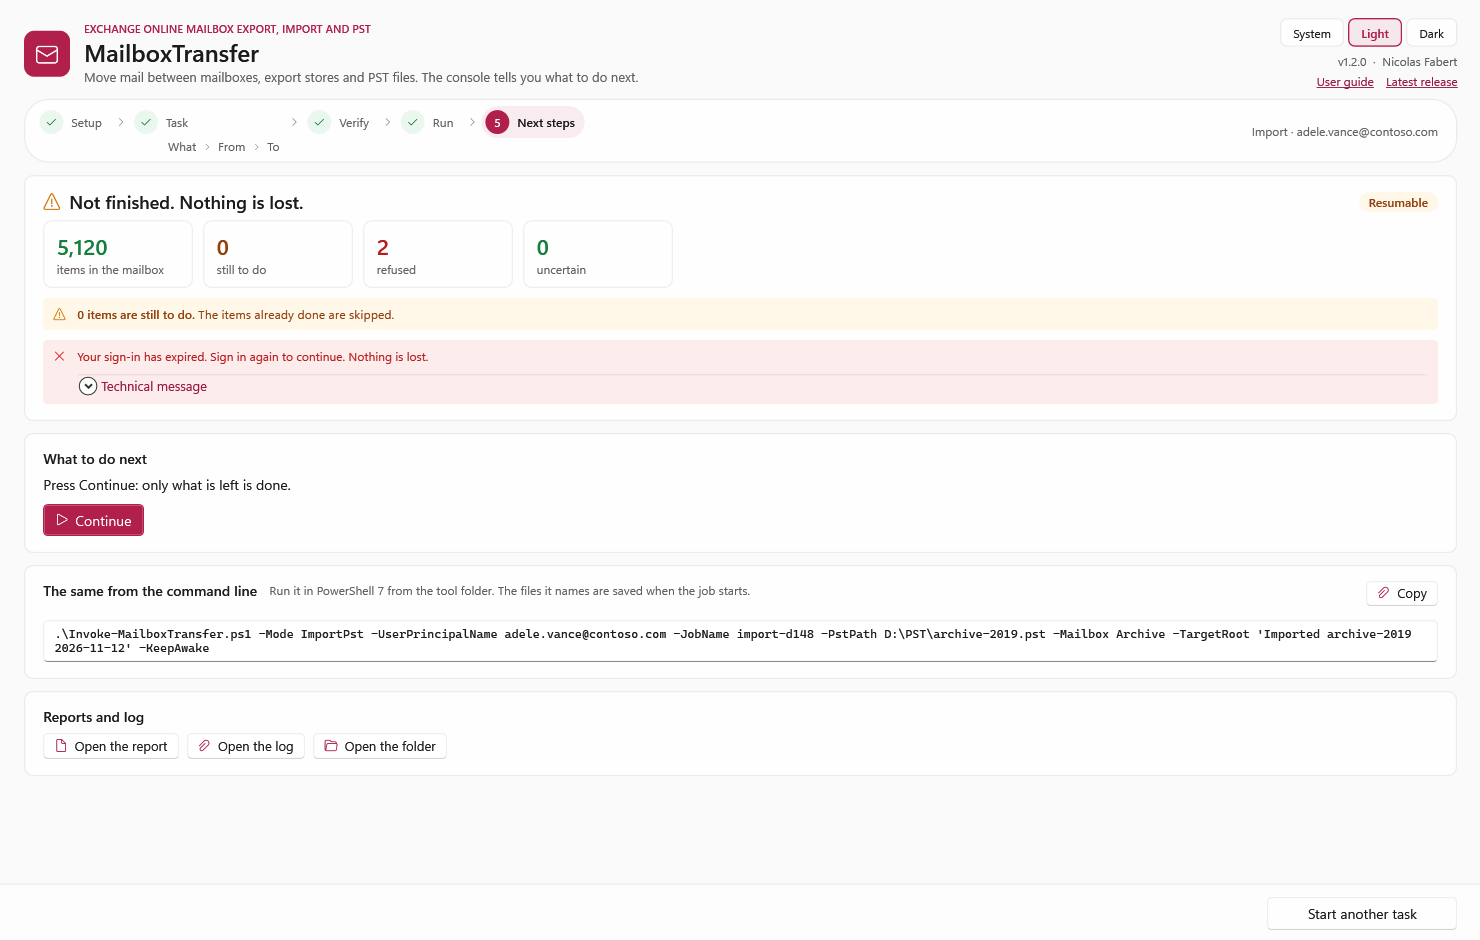 EXCHANGE ONLINE MAILBOX EXPORT, IMPORT AND PST
MailboxTransfer
Move mail between mailboxes, export stores and PST files. The console tells you what to do next.
System
Light
Dark
v1.2.0 · Nicolas Fabert
User guide
Latest release
Setup
Task
Verify
Run
5
Next steps
What
From
To
Import · adele.vance@contoso.com
Not finished. Nothing is lost.
Resumable
5,120
items in the mailbox
0
still to do
2
refused
0
uncertain
0 items are still to do. The items already done are skipped.
Your sign-in has expired. Sign in again to continue. Nothing is lost.
Technical message
What to do next
Press Continue: only what is left is done.
Continue
The same from the command line
Run it in PowerShell 7 from the tool folder. The files it names are saved when the job starts.
Copy
.\Invoke-MailboxTransfer.ps1 -Mode ImportPst -UserPrincipalName adele.vance@contoso.com -JobName import-d148 -PstPath D:\PST\archive-2019.pst -Mailbox Archive -TargetRoot 'Imported archive-2019
2026-11-12' -KeepAwake
Reports and log
Open the report
Open the log
Open the folder
Start another task